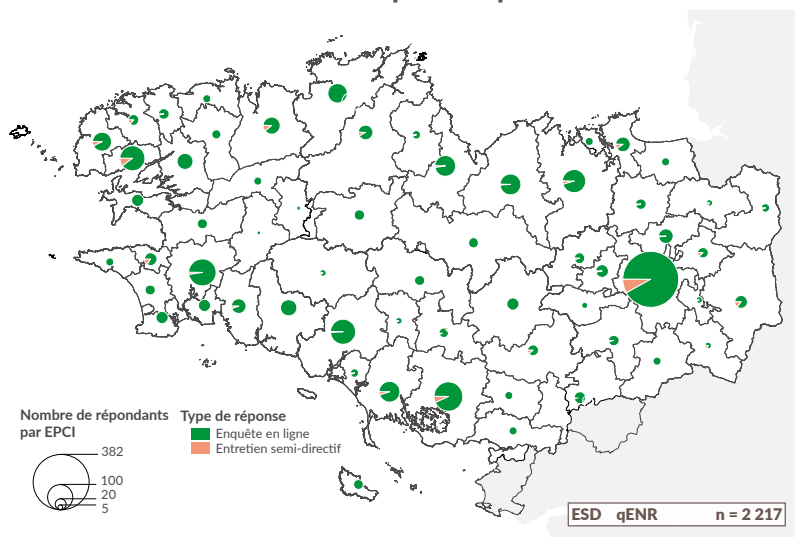 Nombre de répondants
par EPCI
382
100
20
5
Type de réponse
Enquête en ligne
Entretien semi-directif
ESD qENR n = 2 217